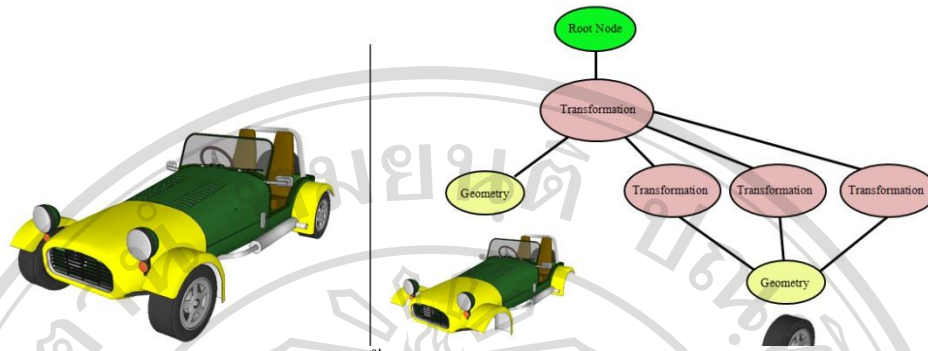 Root Node
Transformation
Geometry
Transformation
Transformation
Transformation
Geometry